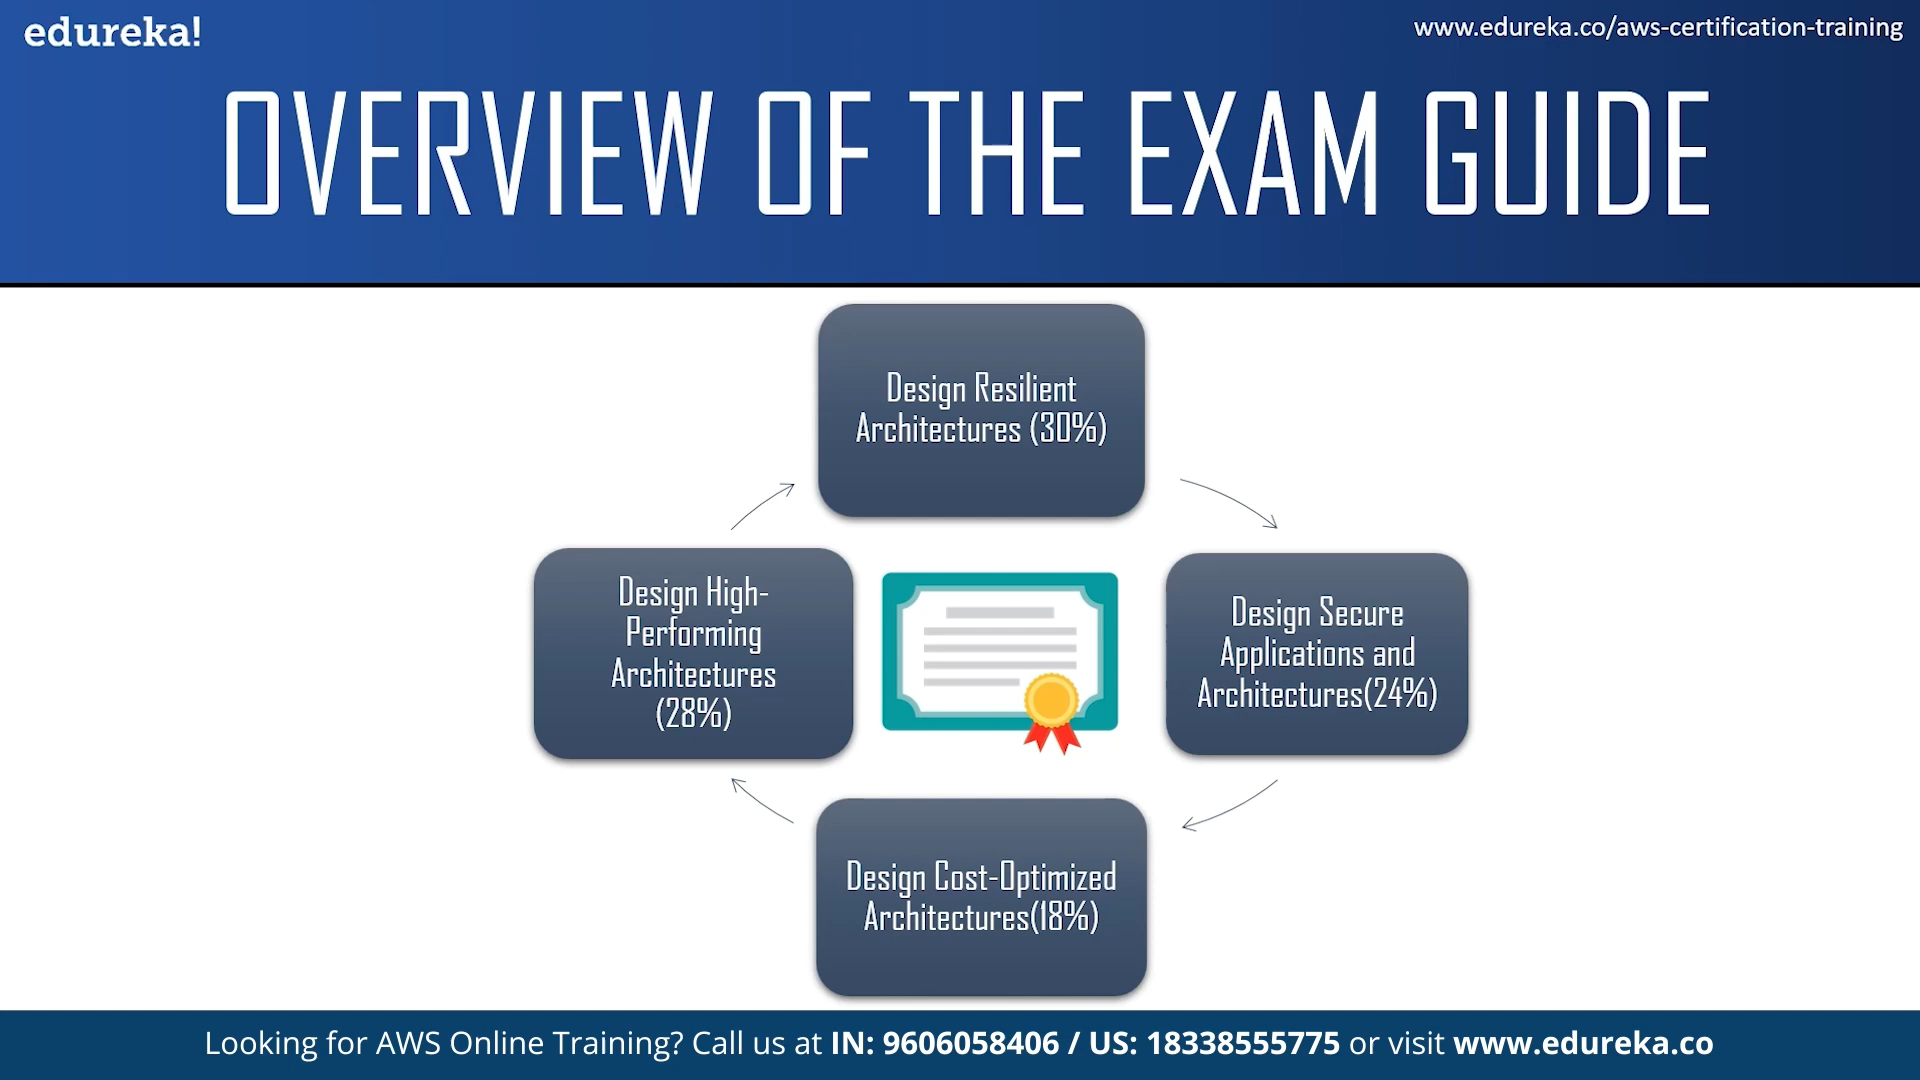 edureka!
www.edureka.co/aws-certification-training
OVERVIEW OF THE EXAM GUIDE
Design Resilient
Architectures (30%)
Design High-
Performing
Architectures
(28%)
Design Secure
Applications and
Architectures(24%)
Design Cost-Optimized
Architectures(18%)
Looking for AWS Online Training? Call us at IN: 9606058406 / US: 18338555775 or visit www.edureka.co